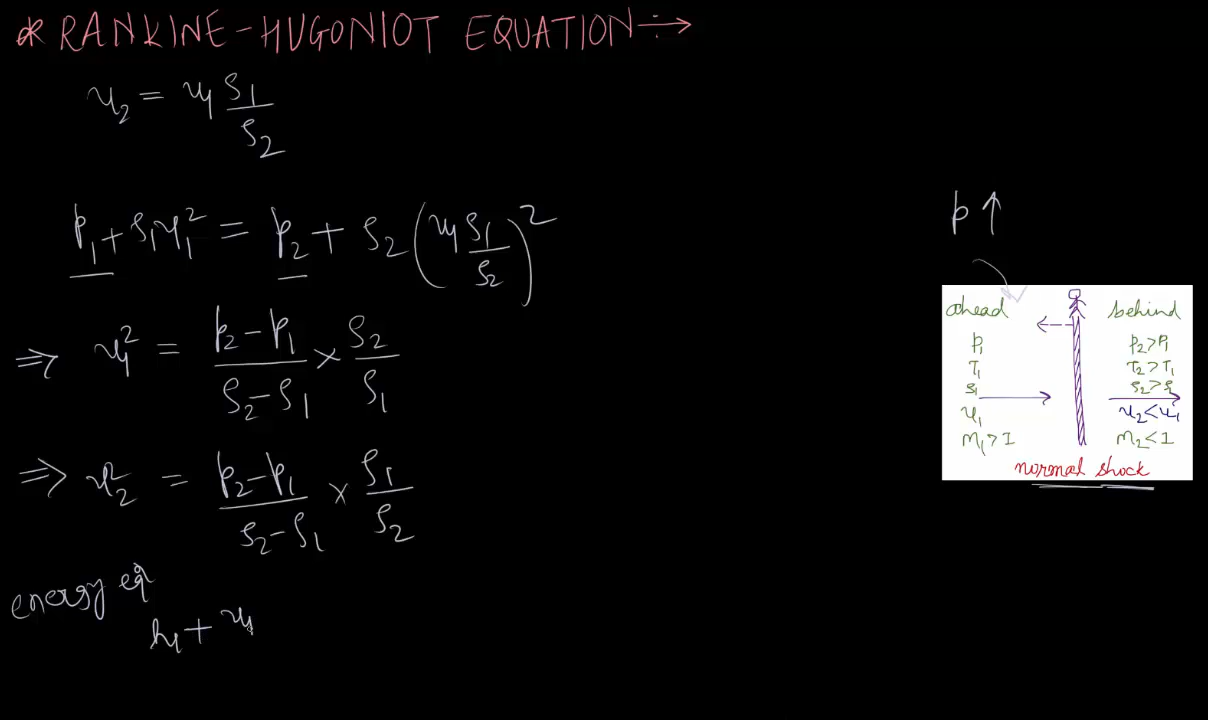 * RANKINE-HUGONIOT EQUATION →
u₂ = u₁ ρ₁/ρ₂
p₁ + ρ₁u₁² = p₂ + ρ₂ (u₁ ρ₁/ρ₂)²
⇒ u₁² = (p₂ − p₁)/(ρ₂ − ρ₁) × ρ₂/ρ₁
⇒ u₂² = (p₂ − p₁)/(ρ₂ − ρ₁) × ρ₁/ρ₂
energy eq
h₁ + u₁
p ↑
ahead
p₁
T₁
ρ₁
u₁
M₁ > 1
behind
p₂ > p₁
T₂ > T₁
ρ₂ > ρ₁
u₂ < u₁
M₂ < 1
normal shock